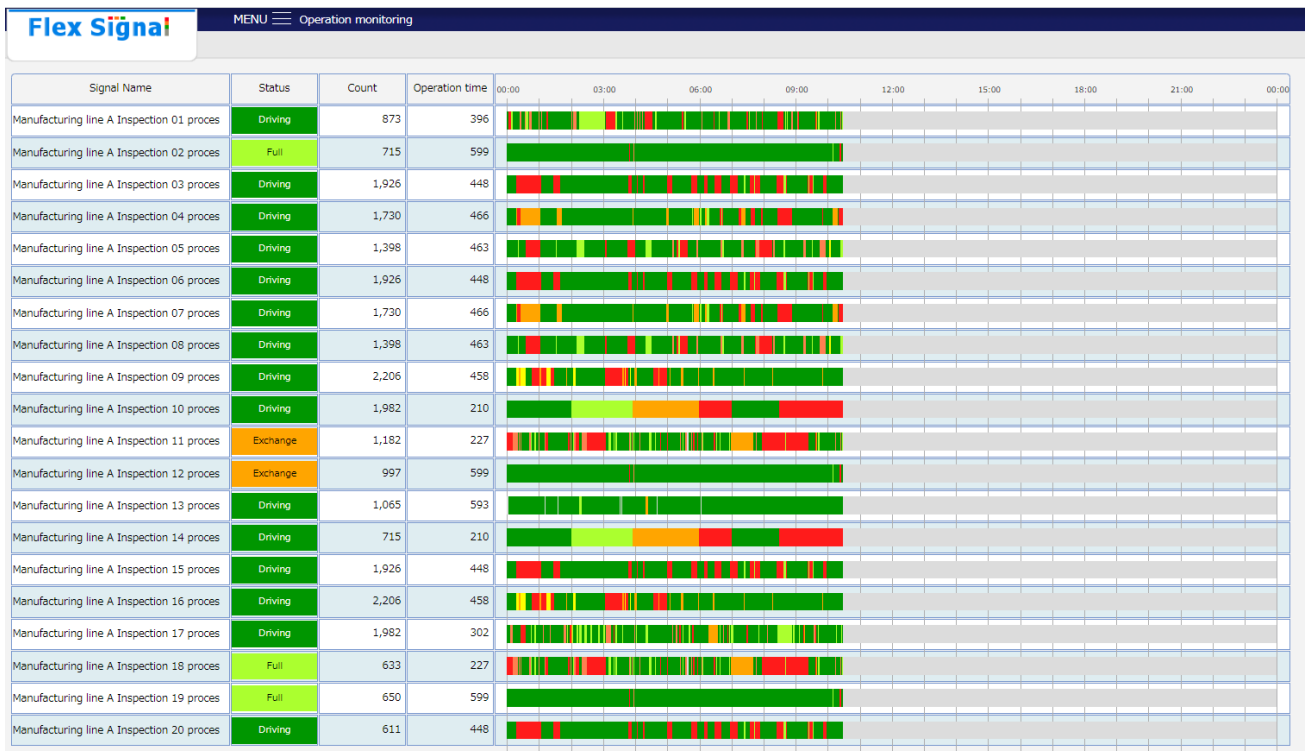 Flex Signal MENU Operation monitoring
Signal Name Status Count Operation time 00:00 03:00 06:00 09:00 12:00 15:00 18:00 21:00 00:00
Manufacturing line A Inspection 01 proces Driving 873 396
Manufacturing line A Inspection 02 proces Full 715 599
Manufacturing line A Inspection 03 proces Driving 1,926 448
Manufacturing line A Inspection 04 proces Driving 1,730 466
Manufacturing line A Inspection 05 proces Driving 1,398 463
Manufacturing line A Inspection 06 proces Driving 1,926 448
Manufacturing line A Inspection 07 proces Driving 1,730 466
Manufacturing line A Inspection 08 proces Driving 1,398 463
Manufacturing line A Inspection 09 proces Driving 2,206 458
Manufacturing line A Inspection 10 proces Driving 1,982 210
Manufacturing line A Inspection 11 proces Exchange 1,182 227
Manufacturing line A Inspection 12 proces Exchange 997 599
Manufacturing line A Inspection 13 proces Driving 1,065 593
Manufacturing line A Inspection 14 proces Driving 715 210
Manufacturing line A Inspection 15 proces Driving 1,926 448
Manufacturing line A Inspection 16 proces Driving 2,206 458
Manufacturing line A Inspection 17 proces Driving 1,982 302
Manufacturing line A Inspection 18 proces Full 633 227
Manufacturing line A Inspection 19 proces Full 650 599
Manufacturing line A Inspection 20 proces Driving 611 448